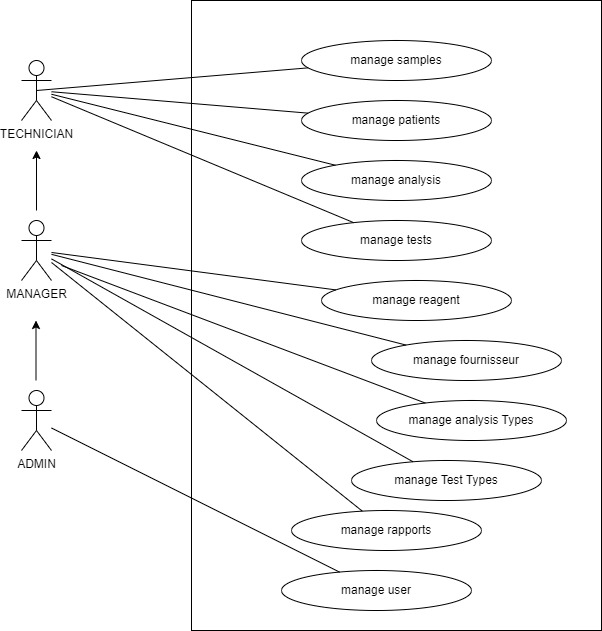 manage samples
manage patients
TECHNICIAN
manage analysis
manage tests
MANAGER
manage reagent
manage fournisseur
manage analysis Types
ADMIN
manage Test Types
manage rapports
manage user